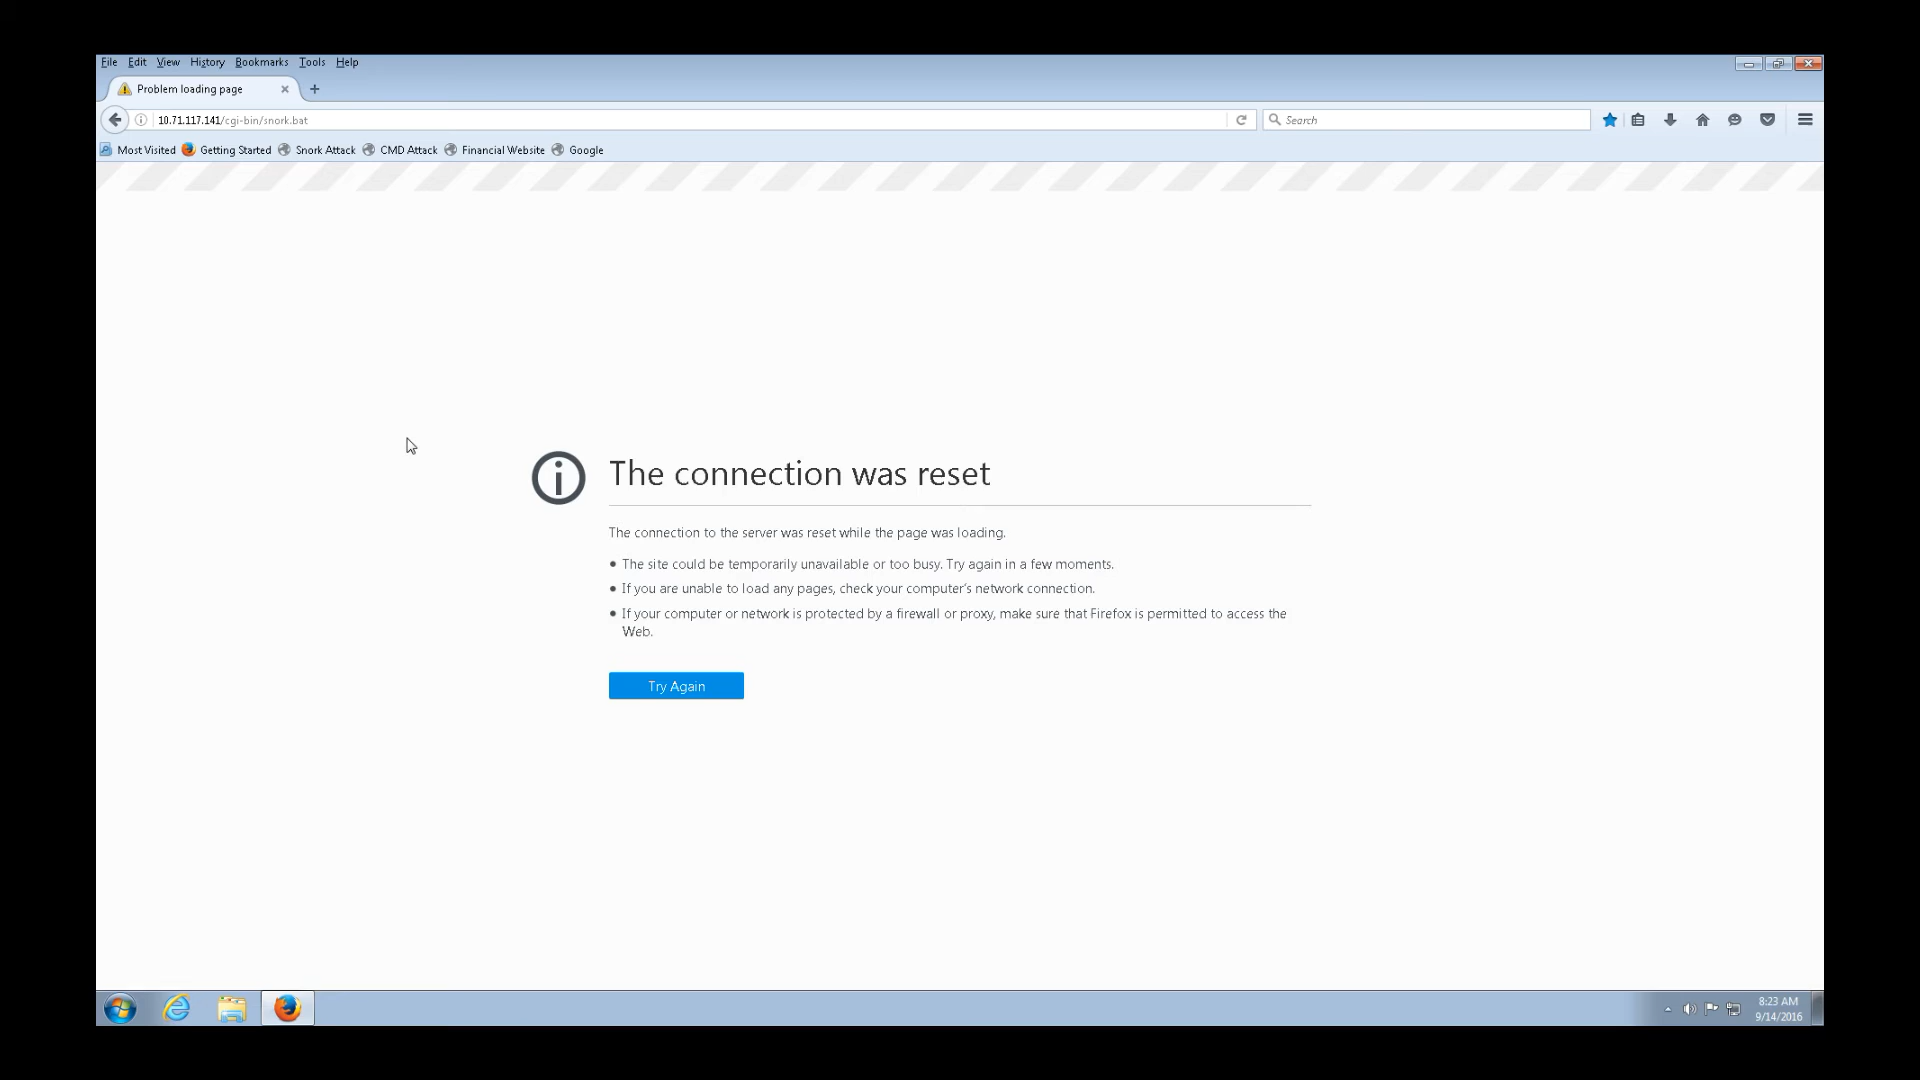 File Edit View History Bookmarks Tools Help
Problem loading page
10.71.117.141/cgi-bin/snork.bat
Search
Most Visited Getting Started Snork Attack CMD Attack Financial Website Google
The connection was reset
The connection to the server was reset while the page was loading.
The site could be temporarily unavailable or too busy. Try again in a few moments.
If you are unable to load any pages, check your computer's network connection.
If your computer or network is protected by a firewall or proxy, make sure that Firefox is permitted to access the
Web.
Try Again
8:23 AM
9/14/2016